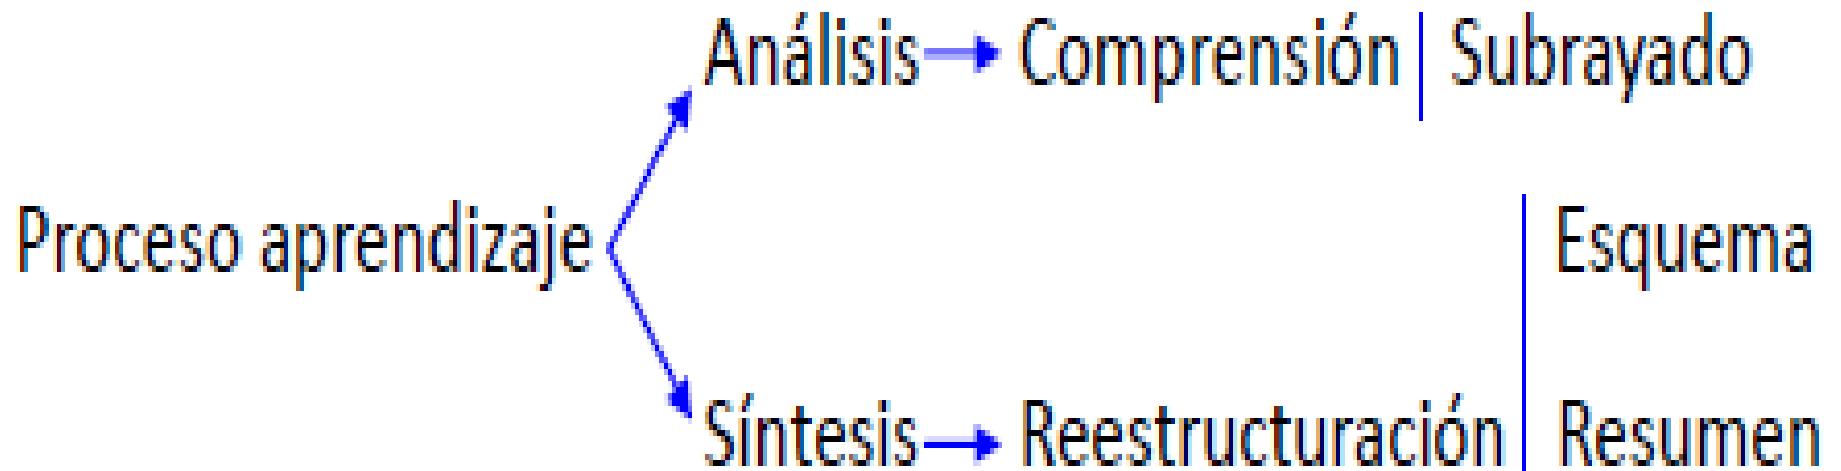 Análisis Comprensión Subrayado
Proceso aprendizaje Esquema
Síntesis Reestructuración Resumen